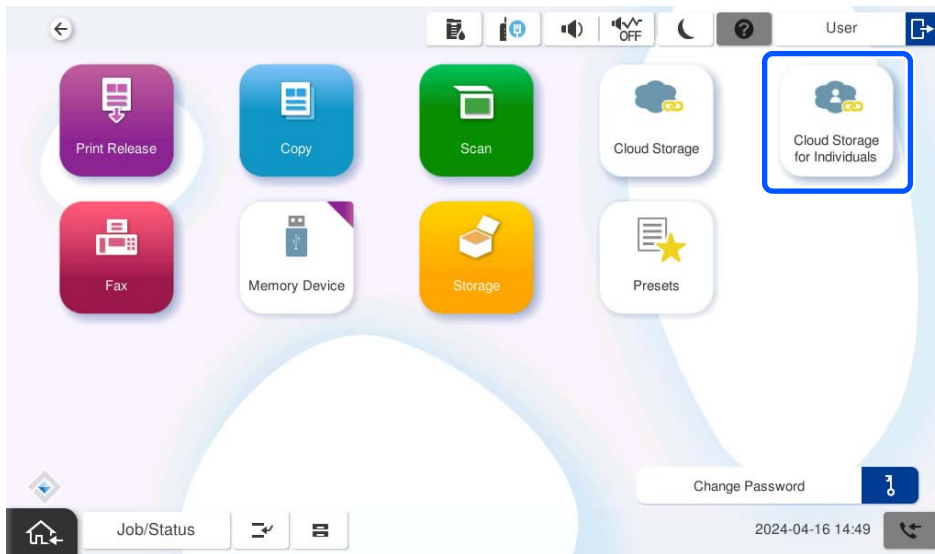 OFF
User
Print Release
Copy
Scan
Cloud Storage
Cloud Storage
for Individuals
Fax
Memory Device
Storage
Presets
Change Password
Job/Status
2024-04-16 14:49